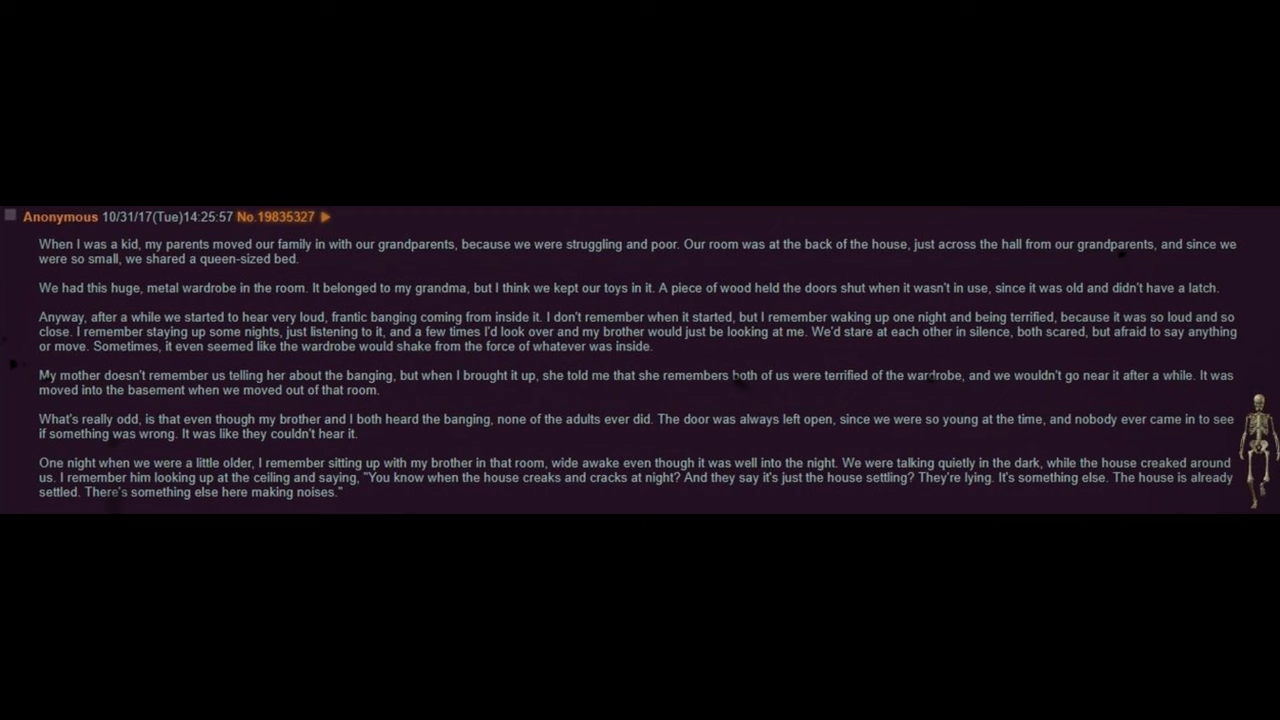 Anonymous 10/31/17(Tue)14:25:57 No.19835327 ▶
When I was a kid, my parents moved our family in with our grandparents, because we were struggling and poor. Our room was at the back of the house, just across the hall from our grandparents, and since we
were so small, we shared a queen-sized bed.
We had this huge, metal wardrobe in the room. It belonged to my grandma, but I think we kept our toys in it. A piece of wood held the doors shut when it wasn't in use, since it was old and didn't have a latch.
Anyway, after a while we started to hear very loud, frantic banging coming from inside it. I don't remember when it started, but I remember waking up one night and being terrified, because it was so loud and so
close. I remember staying up some nights, just listening to it, and a few times I'd look over and my brother would just be looking at me. We'd stare at each other in silence, both scared, but afraid to say anything
or move. Sometimes, it even seemed like the wardrobe would shake from the force of whatever was inside.
My mother doesn't remember us telling her about the banging, but when I brought it up, she told me that she remembers both of us were terrified of the wardrobe, and we wouldn't go near it after a while. It was
moved into the basement when we moved out of that room.
What's really odd, is that even though my brother and I both heard the banging, none of the adults ever did. The door was always left open, since we were so young at the time, and nobody ever came in to see
if something was wrong. It was like they couldn't hear it.
One night when we were a little older, I remember sitting up with my brother in that room, wide awake even though it was well into the night. We were talking quietly in the dark, while the house creaked around
us. I remember him looking up at the ceiling and saying, "You know when the house creaks and cracks at night? And they say it's just the house settling? They're lying. It's something else. The house is already
settled. There's something else here making noises."